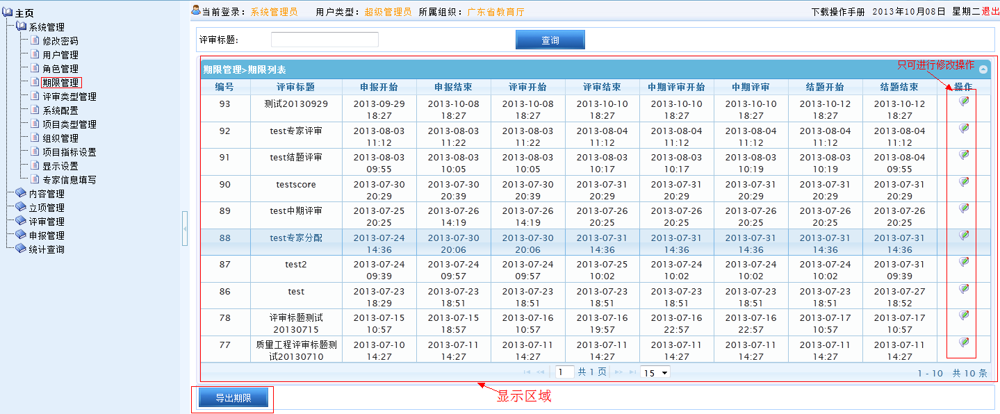 主页
系统管理
修改密码
用户管理
角色管理
期限管理
评审类型管理
系统配置
项目类型管理
组织管理
项目指标设置
显示设置
专家信息填写
内容管理
立项管理
评审管理
申报管理
统计查询
当前登录：系统管理员 用户类型：超级管理员 所属组织：广东省教育厅 下载操作手册 2013年10月08日 星期二退出
评审标题: 查询
期限管理>期限列表 只可进行修改操作
编号 评审标题 申报开始 申报结束 评审开始 评审结束 中期评审开始 中期评审 结题开始 结题结束 操作
93 测试20130929 2013-09-29 2013-10-08 2013-10-08 2013-10-10 2013-10-10 2013-10-10 2013-10-12 2013-10-12
18:27 18:27 18:27 18:27 18:27 18:27 18:27 18:27
92 test专家评审 2013-08-03 2013-08-03 2013-08-03 2013-08-04 2013-08-04 2013-08-04 2013-08-04 2013-08-04
11:12 11:22 11:22 11:12 11:12 11:12 11:12 11:12
91 test结题评审 2013-08-03 2013-08-03 2013-08-03 2013-08-03 2013-08-03 2013-08-03 2013-08-03 2013-08-04
09:55 10:05 10:05 10:17 10:17 10:19 10:19 09:55
90 testscore 2013-07-30 2013-07-30 2013-07-30 2013-07-31 2013-07-31 2013-07-31 2013-07-31 2013-07-31
20:29 20:39 20:39 20:29 20:29 20:29 20:29 20:29
89 test中期评审 2013-07-25 2013-07-26 2013-07-26 2013-07-26 2013-07-26 2013-07-26 2013-07-26 2013-07-26
20:25 14:19 14:19 20:25 20:25 20:25 20:25 20:25
88 test专家分配 2013-07-24 2013-07-30 2013-07-30 2013-07-31 2013-07-31 2013-07-31 2013-07-31 2013-07-31
14:36 20:06 20:06 14:36 14:36 14:36 14:36 14:36
87 test2 2013-07-24 2013-07-24 2013-07-24 2013-07-25 2013-07-24 2013-07-24 2013-07-24 2013-07-31
09:39 09:57 09:57 10:02 10:02 10:02 10:02 09:39
86 test 2013-07-23 2013-07-23 2013-07-23 2013-07-23 2013-07-23 2013-07-23 2013-07-23 2013-07-27
18:29 18:51 18:51 18:51 18:51 18:51 18:51 18:52
78 评审标题测试 2013-07-15 2013-07-15 2013-07-16 2013-07-16 2013-07-16 2013-07-16 2013-07-17 2013-07-17
20130715 10:57 18:57 10:57 19:57 22:57 22:57 10:57 10:57
77 质量工程评审标题测 2013-07-10 2013-07-11 2013-07-11 2013-07-11 2013-07-11 2013-07-11 2013-07-11 2013-07-11
试20130710 14:27 14:27 14:27 14:27 14:27 14:27 14:27 14:27
1 共 1 页 15 1 - 10 共 10 条
显示区域
导出期限